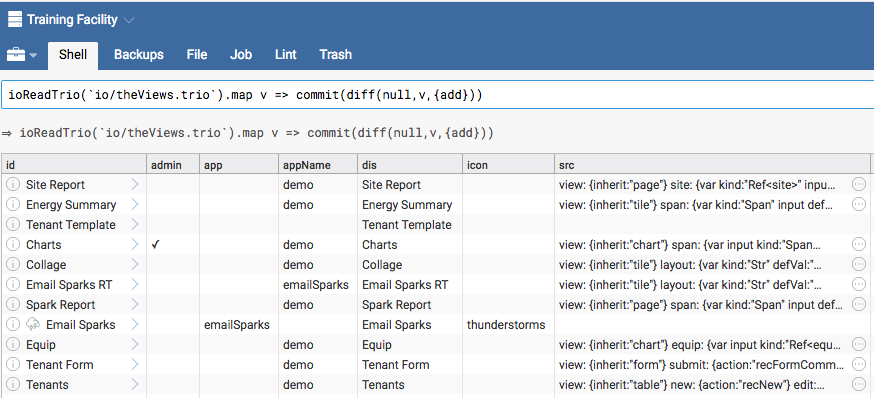 Training Facility
Shell Backups File Job Lint Trash
ioReadTrio(`io/theViews.trio`).map v => commit(diff(null,v,{add}))
⇒ ioReadTrio(`io/theViews.trio`).map v => commit(diff(null,v,{add}))
id admin app appName dis icon src
Site Report demo Site Report view: {inherit:"page"} site: {var kind:"Ref<site>" inpu...
Energy Summary demo Energy Summary view: {inherit:"tile"} span: {var kind:"Span" input def...
Tenant Template Tenant Template
Charts ✓ demo Charts view: {inherit:"chart"} span: {var input kind:"Span...
Collage demo Collage view: {inherit:"tile"} layout: {var kind:"Str" defVal:"...
Email Sparks RT emailSparks Email Sparks RT view: {inherit:"tile"} layout: {var kind:"Str" defVal:"...
Spark Report demo Spark Report view: {inherit:"page"} span: {var kind:"Span" input def...
Email Sparks emailSparks Email Sparks thunderstorms
Equip demo Equip view: {inherit:"chart"} equip: {var input kind:"Ref<equ...
Tenant Form demo Tenant Form view: {inherit:"form"} submit: {action:"recFormComm...
Tenants demo Tenants view: {inherit:"table"} new: {action:"recNew"} edit:...